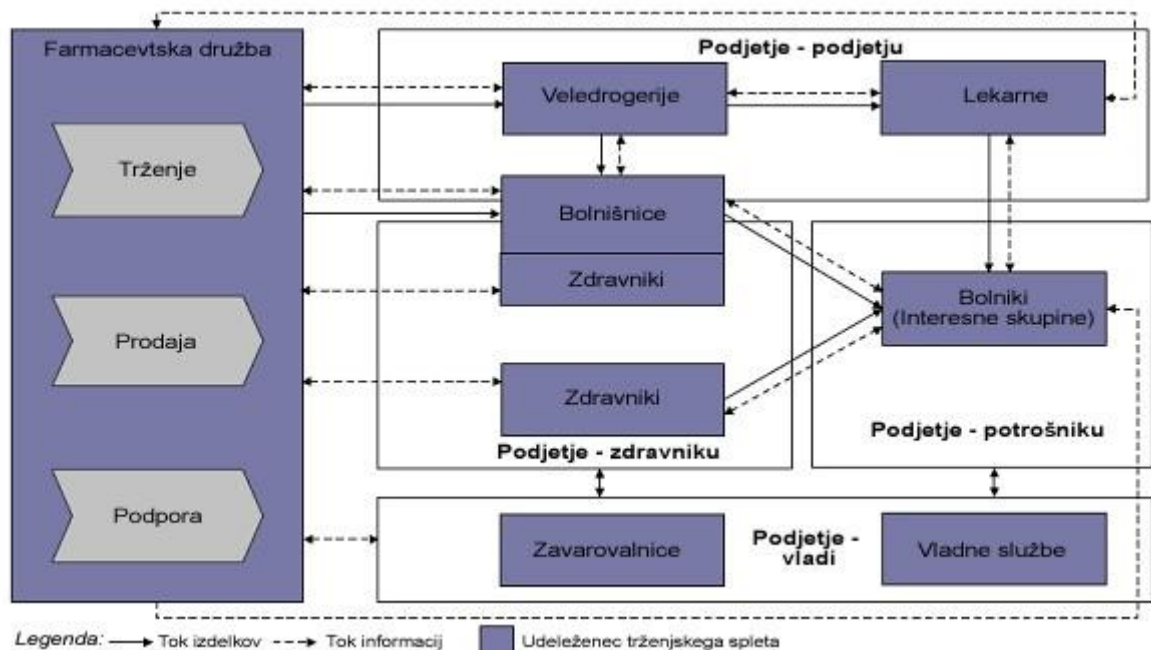 Farmacevtska družba
Trženje
Prodaja
Podpora
Podjetje - podjetju
Veledrogerije
Lekarne
Bolnišnice
Zdravniki
Zdravniki
Podjetje - zdravniku
Bolniki
(Interesne skupine)
Podjetje - potrošniku
Zavarovalnice
Podjetje -
vladi
Vladne službe
Legenda: Tok izdelkov Tok informacij Udeleženec trženjskega spleta